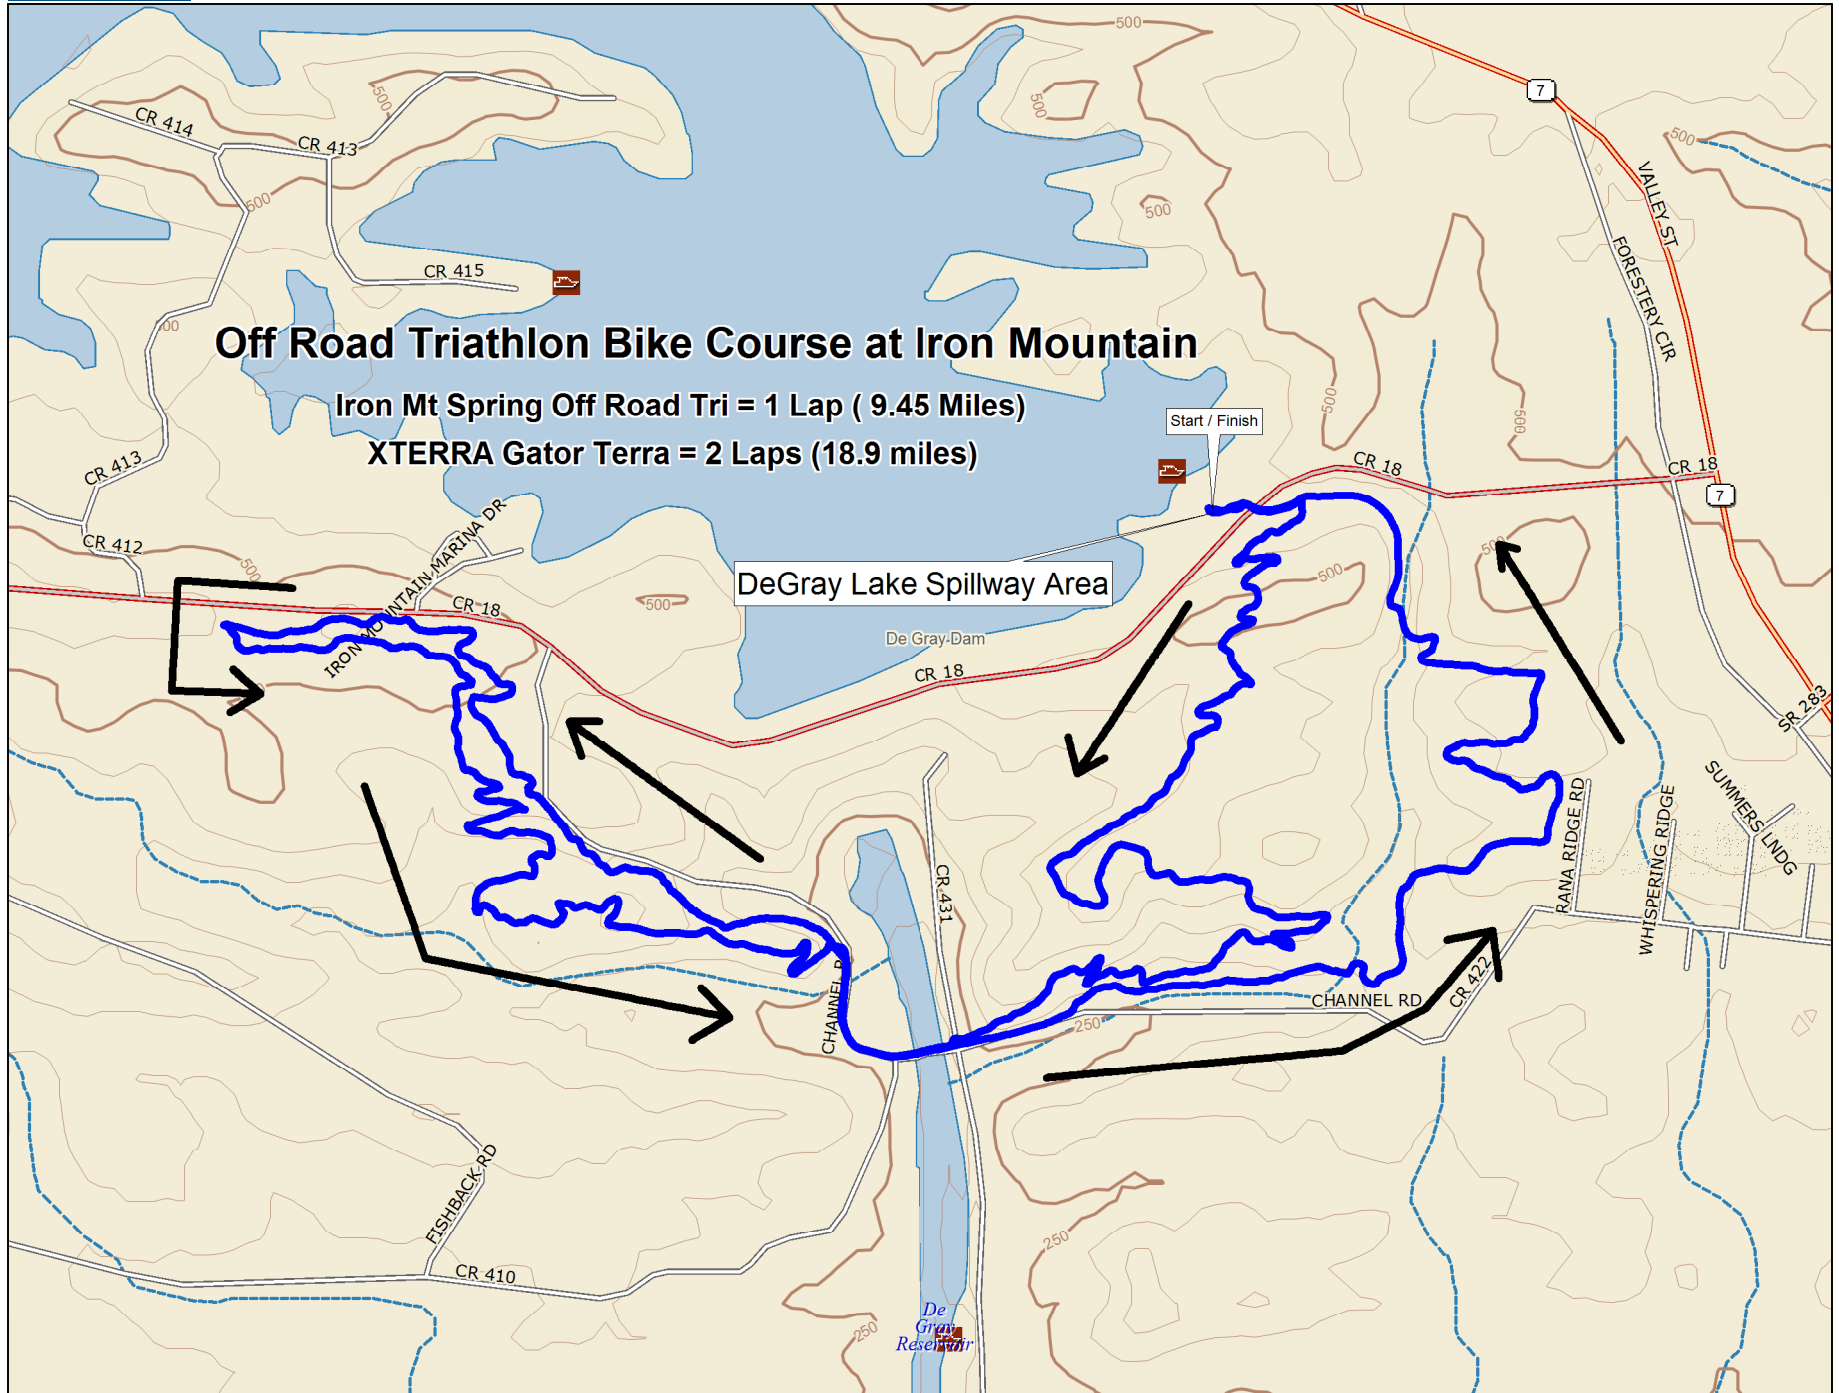 500
7
500
500
CR 414
CR 413
500
500
500
VALLEY ST
FORESTERY CIR
CR 415
Off Road Triathlon Bike Course at Iron Mountain
Iron Mt Spring Off Road Tri = 1 Lap ( 9.45 Miles)
XTERRA Gator Terra = 2 Laps (18.9 miles)
Start / Finish
500
500
CR 18
CR 18
7
CR 413
CR 412
500
IRON MOUNTAIN MARINA DR
CR 18
500
DeGray Lake Spillway Area
500
500
De Gray Dam
CR 18
SR 283
SUMMERS LNDG
RANA RIDGE RD
WHISPERING RIDGE
CR 431
CHANNEL R
CR 422
CHANNEL RD
250
FISHBACK RD
250
CR 410
De
Gray
Reservoir
250